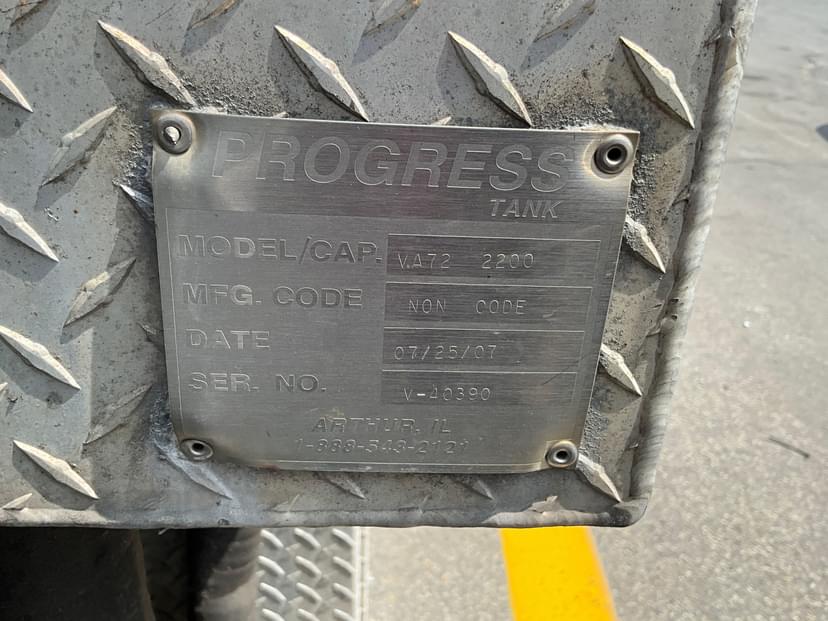 PROGRESS
TANK
MODEL/CAP. VA72 2200
MFG. CODE NON CODE
DATE 07/25/07
SER. NO. V-40390
ARTHUR, IL